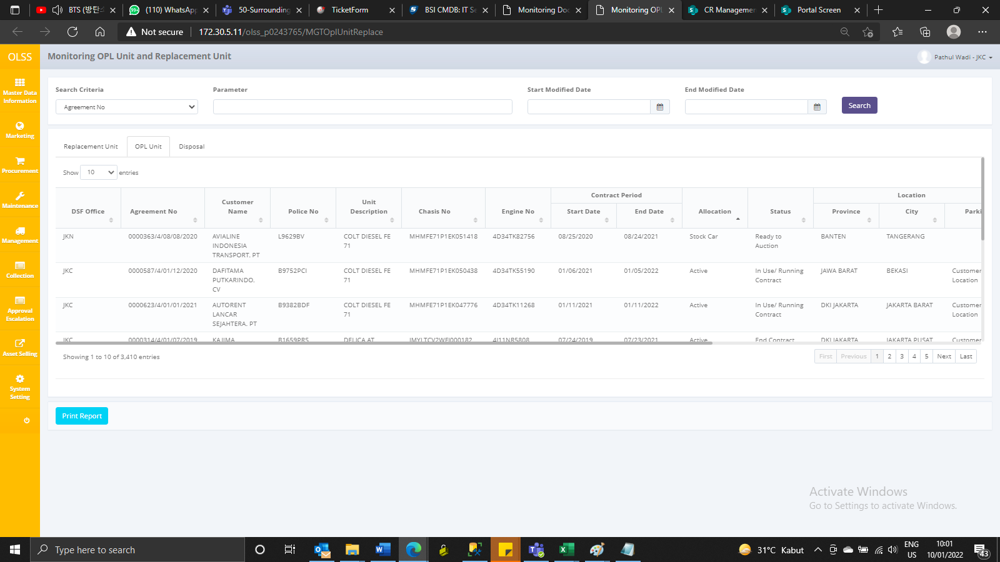 BTS (방탄
(110) WhatsApp
50-Surrounding
TicketForm
BSI CMDB: IT Se
Monitoring Doc
Monitoring OPL
CR Management
Portal Screen
Not secure
172.30.5.11/olss_p0243765/MGTOplUnitReplace
OLSS
Monitoring OPL Unit and Replacement Unit
Pathul Wadi - JKC
Master Data
Information
Marketing
Procurement
Maintenance
Management
Collection
Approval
Escalation
Asset Selling
System
Setting
Search Criteria
Parameter
Start Modified Date
End Modified Date
Agreement No
Search
Replacement Unit
OPL Unit
Disposal
Show 10 entries
Contract Period
Location
DSF Office
Agreement No
Customer
Name
Police No
Unit
Description
Chasis No
Engine No
Start Date
End Date
Allocation
Status
Province
City
Parki
JKN 0000363/4/08/08/2020 AVIALINE L9629BV COLT DIESEL FE MHMFE71P1EK051418 4D34TK82756 08/25/2020 08/24/2021 Stock Car Ready to BANTEN TANGERANG
INDONESIA 71 Auction
TRANSPORT. PT
JKC 0000587/4/01/12/2020 DAFITAMA B9752PCI COLT DIESEL FE MHMFE71P1EK050438 4D34TK55190 01/06/2021 01/05/2022 Active In Use/ Running JAWA BARAT BEKASI Customer
PUTKARINDO. 71 Contract Location
CV
JKC 0000623/4/01/01/2021 AUTORENT B9382BDF COLT DIESEL FE MHMFE71P1EK047776 4D34TK11268 01/11/2021 01/11/2022 Active In Use/ Running DKI JAKARTA JAKARTA BARAT Customer
LANCAR 71 Contract Location
SEJAHTERA. PT
JKC 0000314/4/01/07/2019 KAJIMA B1659PRS DELICA AT JMYLTCV2WFJ000182 4J11NR5808 07/24/2019 07/23/2021 Active End Contract DKI JAKARTA JAKARTA PUSAT Customer
Showing 1 to 10 of 3,410 entries
First Previous 1 2 3 4 5 Next Last
Print Report
Activate Windows
Go to Settings to activate Windows.
Type here to search
31°C Kabut
ENG
US
10:01
10/01/2022
43